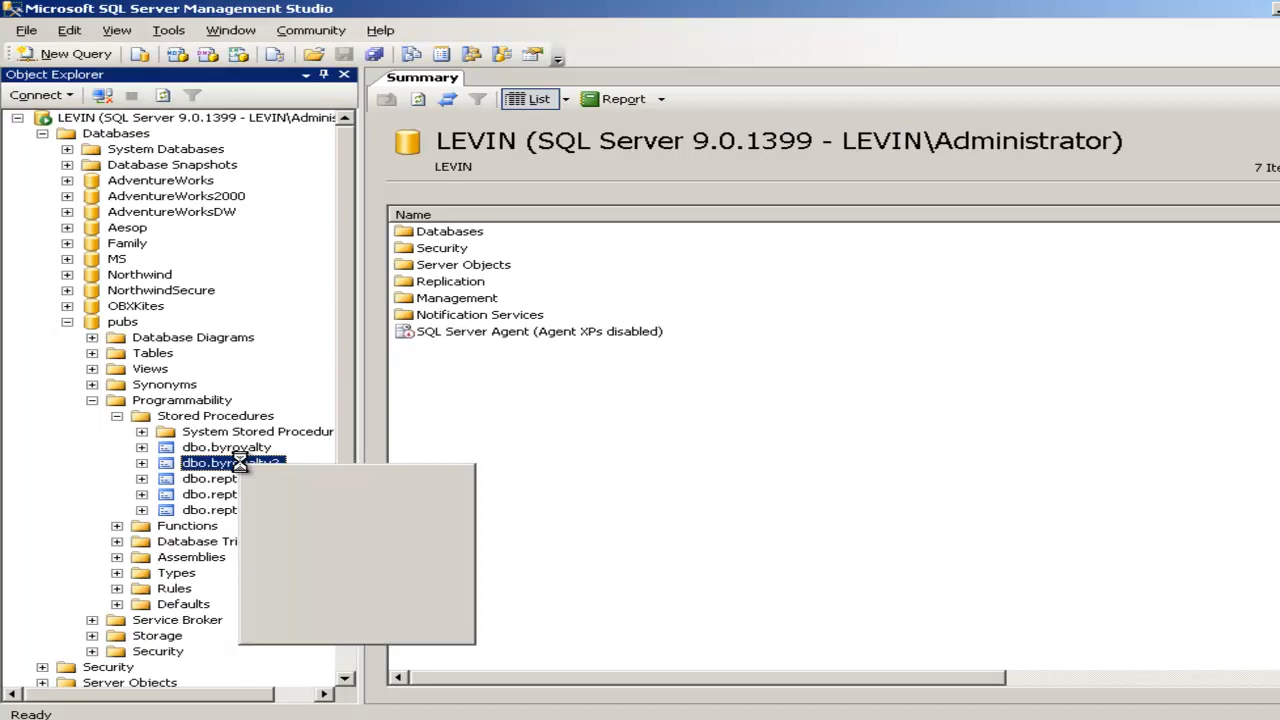 Microsoft SQL Server Management Studio
File Edit View Tools Window Community Help
New Query
Object Explorer
Connect
LEVIN (SQL Server 9.0.1399 - LEVIN\Adminis
Databases
System Databases
Database Snapshots
AdventureWorks
AdventureWorks2000
AdventureWorksDW
Aesop
Family
MS
Northwind
NorthwindSecure
OBXKites
pubs
Database Diagrams
Tables
Views
Synonyms
Programmability
Stored Procedures
System Stored Procedur
dbo.byroyalty
dbo.rept
dbo.rept
dbo.rept
Functions
Database Tri
Assemblies
Types
Rules
Defaults
Service Broker
Storage
Security
Security
Server Objects
Summary
List Report
LEVIN (SQL Server 9.0.1399 - LEVIN\Administrator)
LEVIN
7 Ite
Name
Databases
Security
Server Objects
Replication
Management
Notification Services
SQL Server Agent (Agent XPs disabled)
Ready